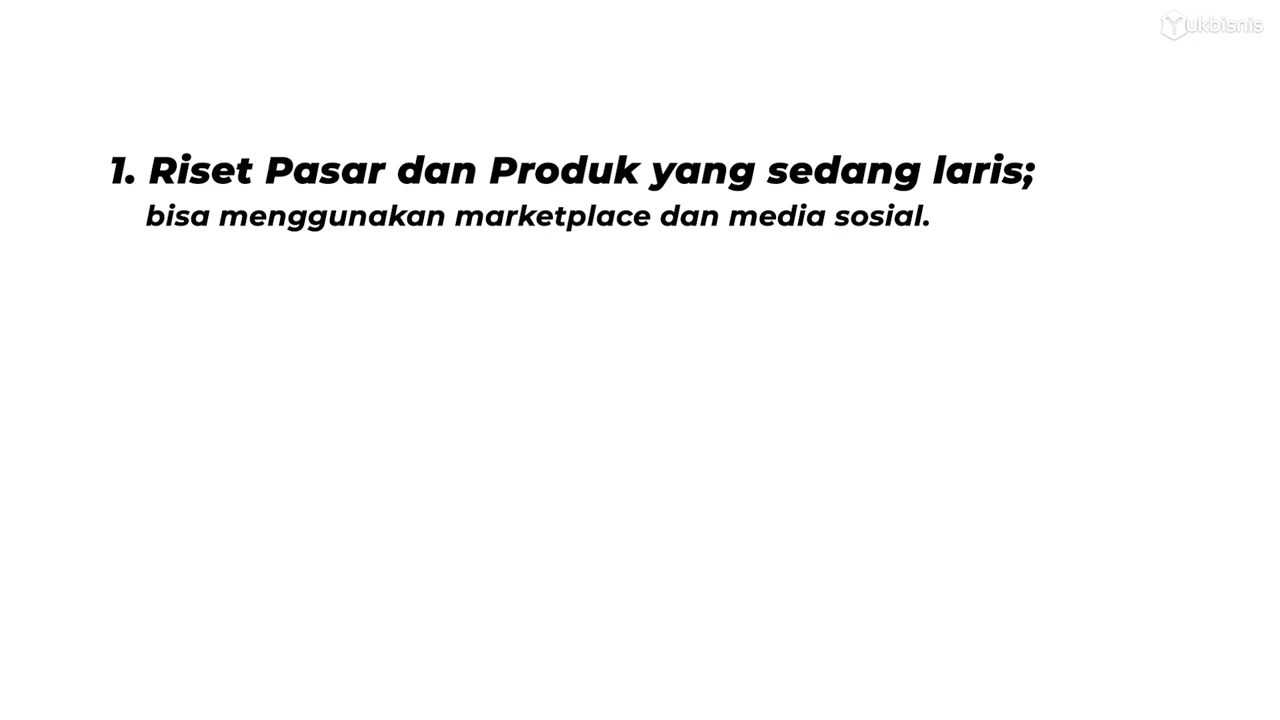 Yukbisnis
1. Riset Pasar dan Produk yang sedang laris;
bisa menggunakan marketplace dan media sosial.